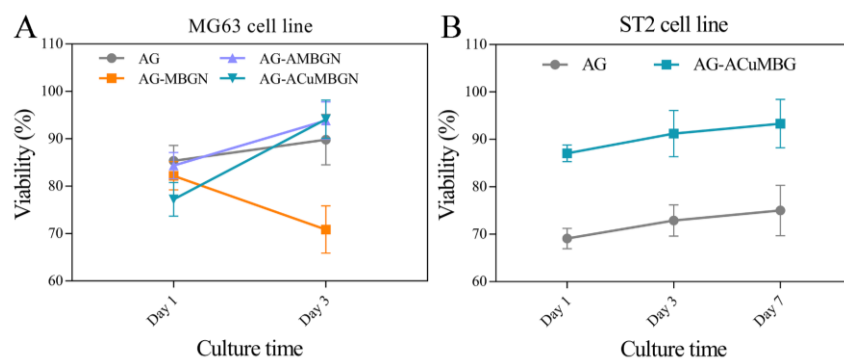 A
MG63 cell line
AG
AG-AMBGN
AG-MBGN
AG-ACuMBGN
Viability (%)
110
100
90
80
70
60
Day 1
Day 3
Culture time
B
ST2 cell line
AG
AG-ACuMBG
Viability (%)
110
100
90
80
70
60
Day 1
Day 3
Day 7
Culture time